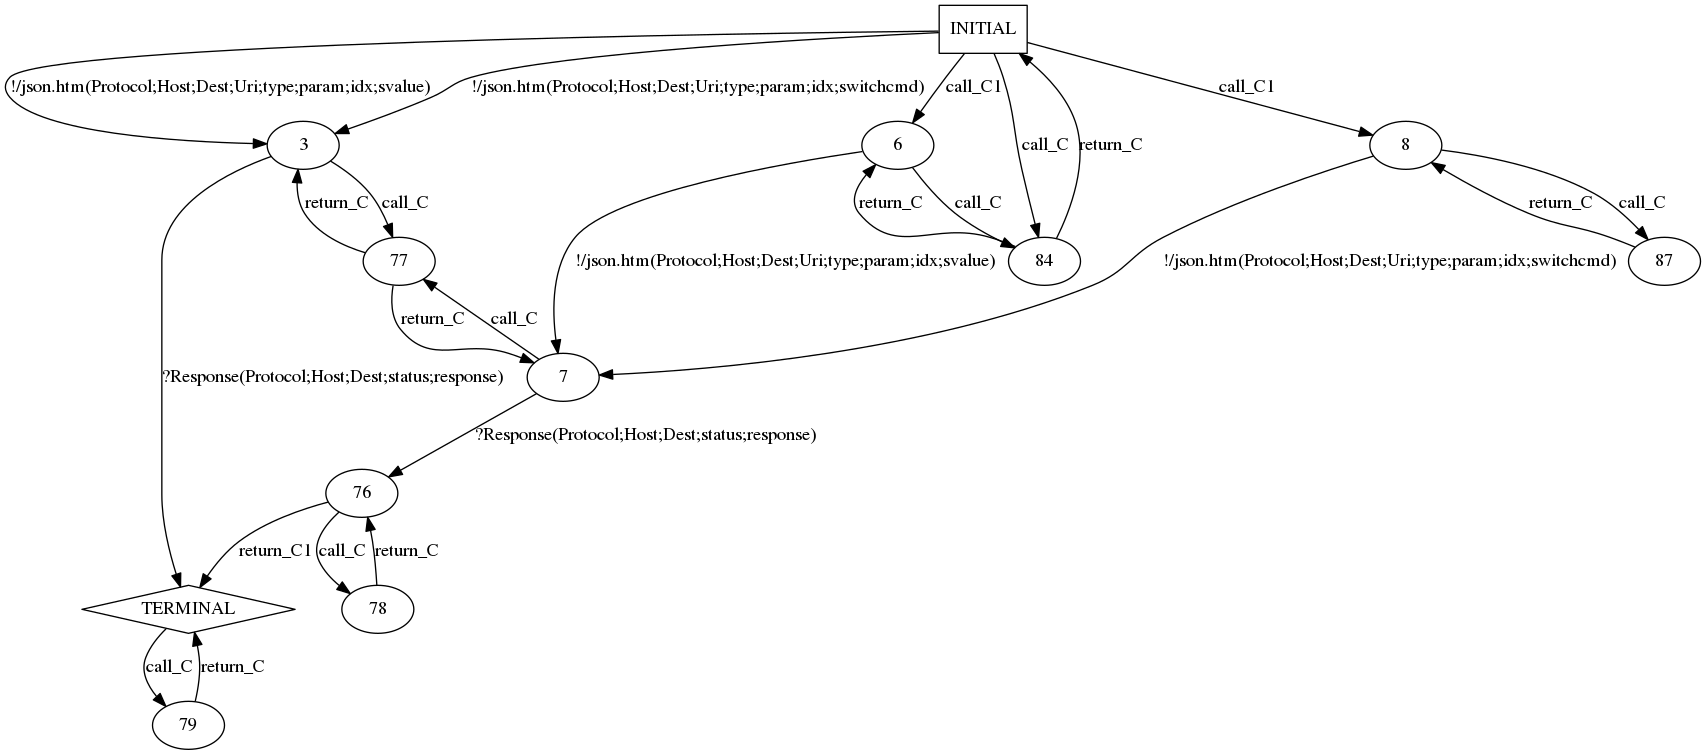 INITIAL
!/json.htm(Protocol;Host;Dest;Uri;type;param;idx;svalue)
!/json.htm(Protocol;Host;Dest;Uri;type;param;idx;switchcmd)
call_C1
call_C1
3
6
call_C
return_C
8
return_C
call_C
return_C
call_C
return_C
call_C
77
!/json.htm(Protocol;Host;Dest;Uri;type;param;idx;svalue)
84
!/json.htm(Protocol;Host;Dest;Uri;type;param;idx;switchcmd)
87
return_C
call_C
?Response(Protocol;Host;Dest;status;response)
7
?Response(Protocol;Host;Dest;status;response)
76
return_C1
call_C
return_C
TERMINAL
78
call_C
return_C
79